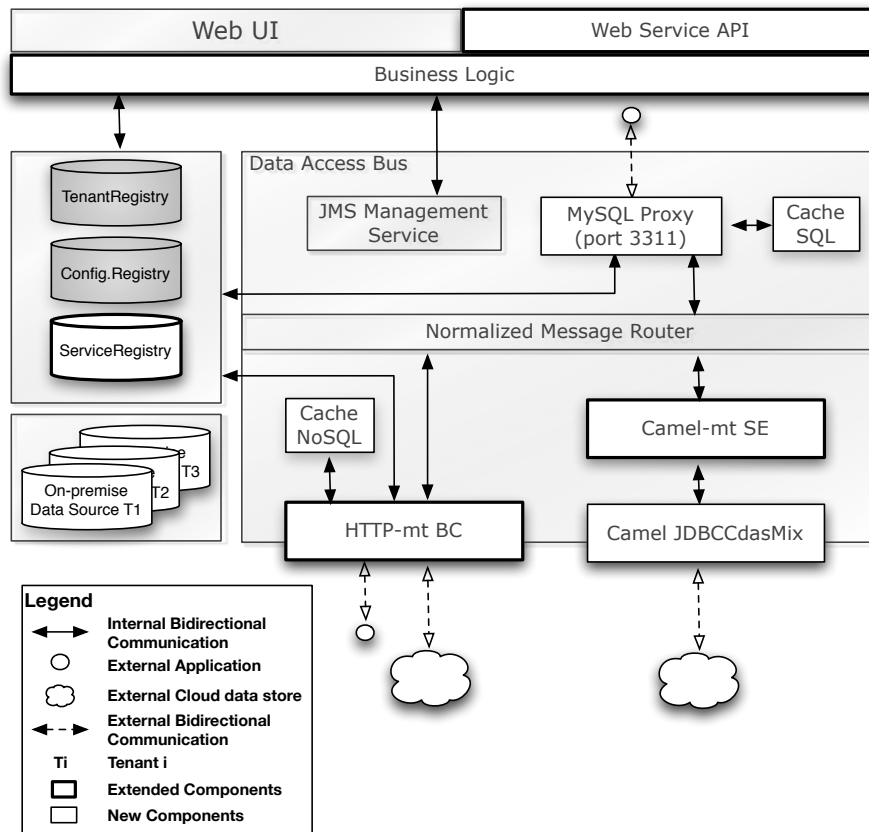 Web UI
Web Service API
Business Logic
TenantRegistry
Config.Registry
ServiceRegistry
On-premise
Data Source T1
T2
T3
Data Access Bus
JMS Management
Service
MySQL Proxy
(port 3311)
Cache
SQL
Normalized Message Router
Cache
NoSQL
Camel-mt SE
HTTP-mt BC
Camel JDBCCdasMix
Legend
Internal Bidirectional
Communication
External Application
External Cloud data store
External Bidirectional
Communication
Ti Tenant i
Extended Components
New Components